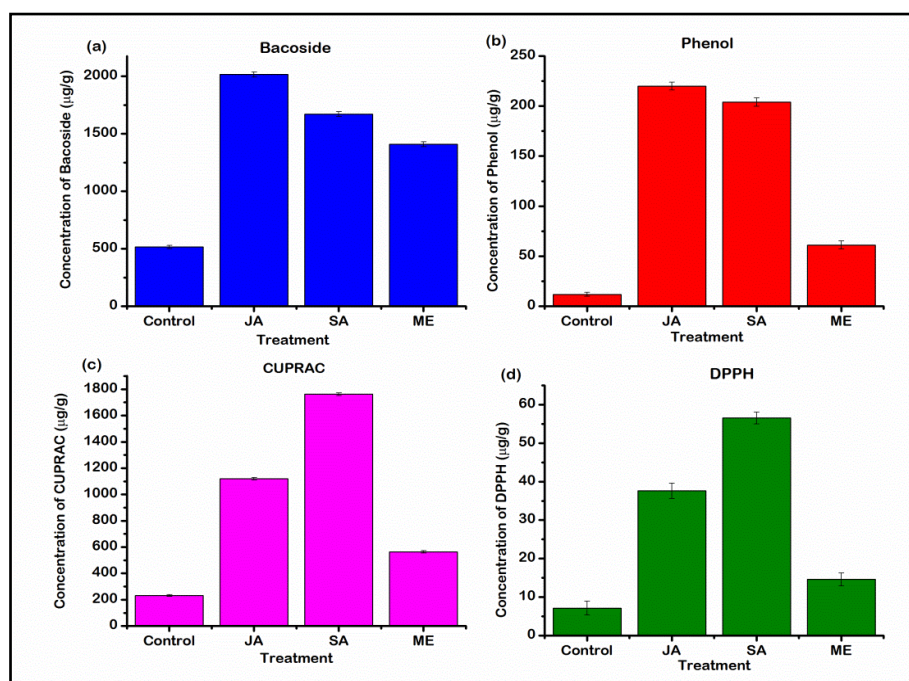 (a)
Bacoside
Concentration of Bacoside (µg/g)
2000
1500
1000
500
0
Control JA SA ME
Treatment
(b)
Phenol
Concentration of Phenol (µg/g)
250
200
150
100
50
0
Control JA SA ME
Treatment
(c)
CUPRAC
Concentration of CUPRAC (µg/g)
1800
1600
1400
1200
1000
800
600
400
200
0
Control JA SA ME
Treatment
(d)
DPPH
Concentration of DPPH (µg/g)
60
50
40
30
20
10
0
Control JA SA ME
Treatment